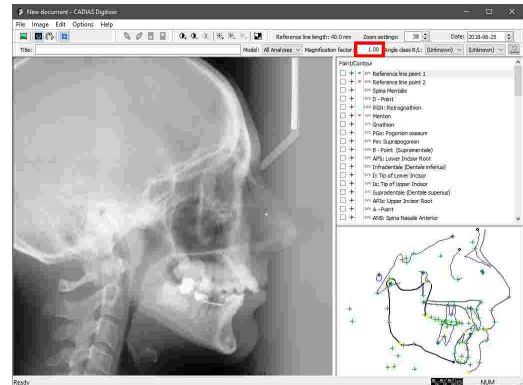 New document - CADIAS Digitizer
File Image Edit Options Help
Reference line length: 40.0 mm Zoom settings: 38 Date: 2018-06-25
Title: Model: All Analyses Magnification factor: 1.00 Angle class R/L: (Unknown) (Unknown)
Point/Contour
Reference line point 1
Reference line point 2
Spina Mentalis
D - Point
RGN: Retrognathion
Menton
Gnathion
PGo: Pogonion osseum
Pm: Suprapogonion
B - Point (Supramentale)
APIi: Lower Incisor Root
Infradentale (Dentale inferius)
Ii: Tip of Lower Incisor
Is: Tip of Upper Incisor
Supradentale (Dentale superius)
APIs: Upper Incisor Root
A - Point
ANS: Spina Nasalis Anterior
Ready NUM